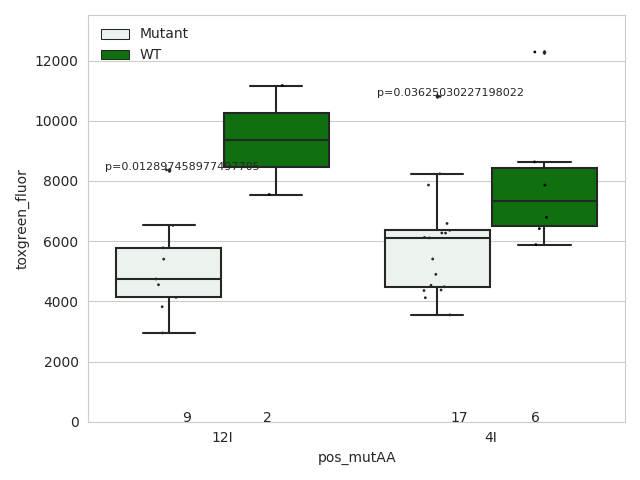 Mutant
WT
12000
10000
8000
6000
4000
2000
0
toxgreen_fluor
p=0.012897458977497705
p=0.03625030227198022
9
2
17
6
12I
4I
pos_mutAA